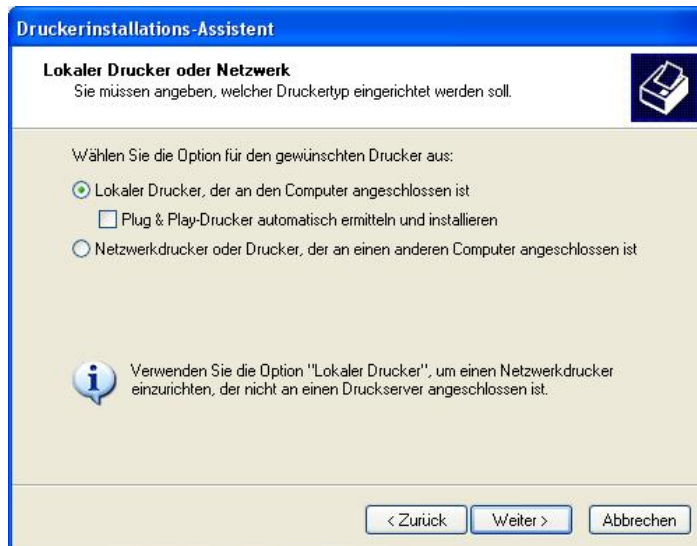 Druckerinstallations-Assistent
Lokaler Drucker oder Netzwerk
Sie müssen angeben, welcher Druckertyp eingerichtet werden soll.
Wählen Sie die Option für den gewünschten Drucker aus:
Lokaler Drucker, der an den Computer angeschlossen ist
Plug & Play-Drucker automatisch ermitteln und installieren
Netzwerkdrucker oder Drucker, der an einen anderen Computer angeschlossen ist
Verwenden Sie die Option "Lokaler Drucker", um einen Netzwerkdrucker
einzurichten, der nicht an einen Druckserver angeschlossen ist.
< Zurück Weiter > Abbrechen